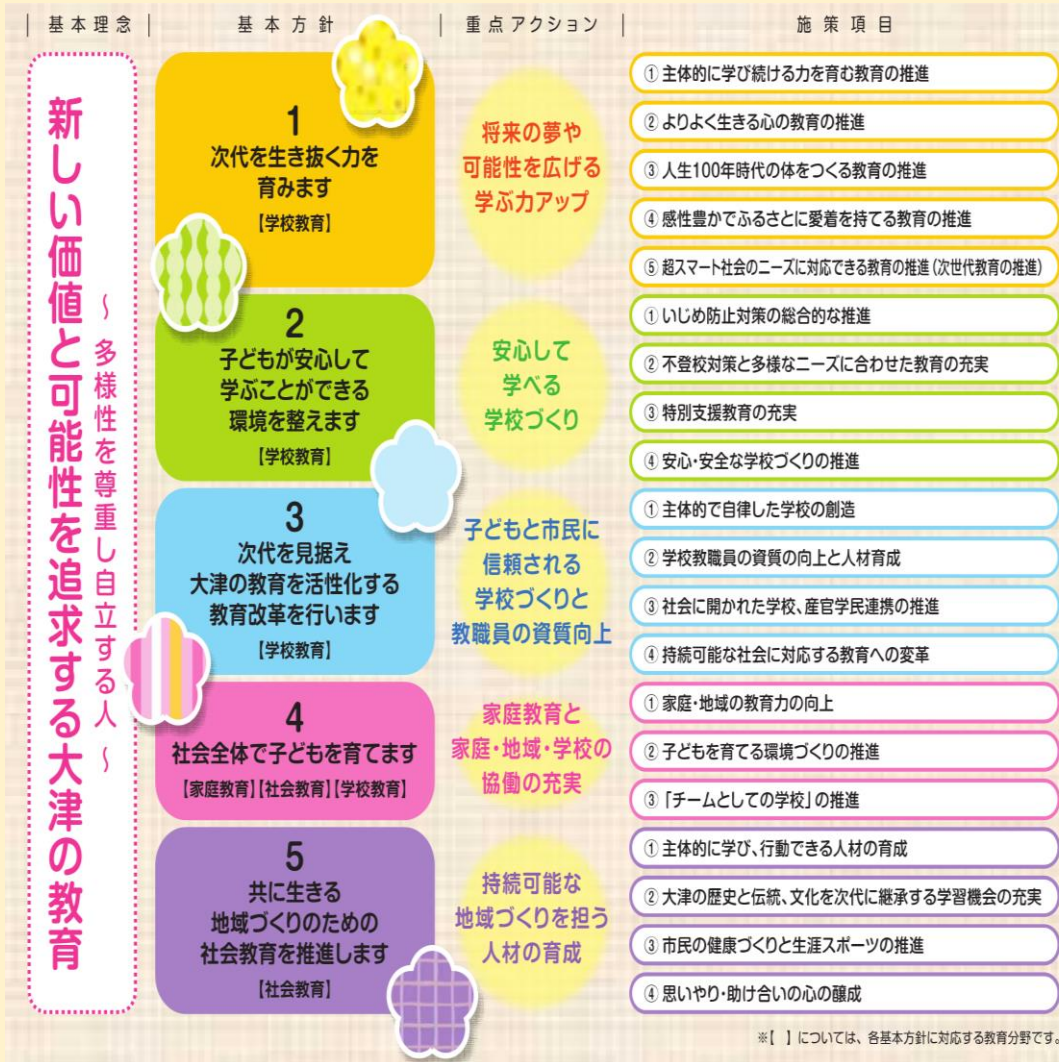 基本理念
基本方針
重点アクション
施策項目
新しい価値と可能性を追求する大津の教育
～多様性を尊重し自立する人～
1
次代を生き抜く力を
育みます
【学校教育】
将来の夢や
可能性を広げる
学ぶ力アップ
① 主体的に学び続ける力を育む教育の推進
② よりよく生きる心の教育の推進
③ 人生100年時代の体をつくる教育の推進
④ 感性豊かでふるさとに愛着を持てる教育の推進
⑤ 超スマート社会のニーズに対応できる教育の推進（次世代教育の推進）
2
子どもが安心して
学ぶことができる
環境を整えます
【学校教育】
安心して
学べる
学校づくり
① いじめ防止対策の総合的な推進
② 不登校対策と多様なニーズに合わせた教育の充実
③ 特別支援教育の充実
④ 安心・安全な学校づくりの推進
3
次代を見据え
大津の教育を活性化する
教育改革を行います
【学校教育】
子どもと市民に
信頼される
学校づくりと
教職員の資質向上
① 主体的で自律した学校の創造
② 学校教職員の資質の向上と人材育成
③ 社会に開かれた学校、産官学民連携の推進
④ 持続可能な社会に対応する教育への変革
4
社会全体で子どもを育てます
【家庭教育】【社会教育】【学校教育】
家庭教育と
家庭・地域・学校の
協働の充実
① 家庭・地域の教育力の向上
② 子どもを育てる環境づくりの推進
③ 「チームとしての学校」の推進
5
共に生きる
地域づくりのための
社会教育を推進します
【社会教育】
持続可能な
地域づくりを担う
人材の育成
① 主体的に学び、行動できる人材の育成
② 大津の歴史と伝統、文化を次代に継承する学習機会の充実
③ 市民の健康づくりと生涯スポーツの推進
④ 思いやり・助け合いの心の醸成
※【　】については、各基本方針に対応する教育分野です。